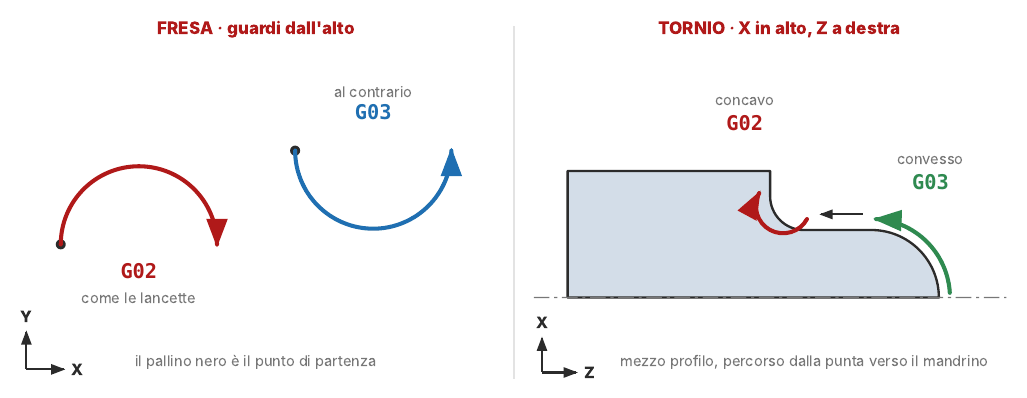 FRESA · guardi dall'alto
al contrario
G03
G02
come le lancette
Y
X
il pallino nero è il punto di partenza
TORNIO · X in alto, Z a destra
concavo
G02
convesso
G03
X
Z
mezzo profilo, percorso dalla punta verso il mandrino